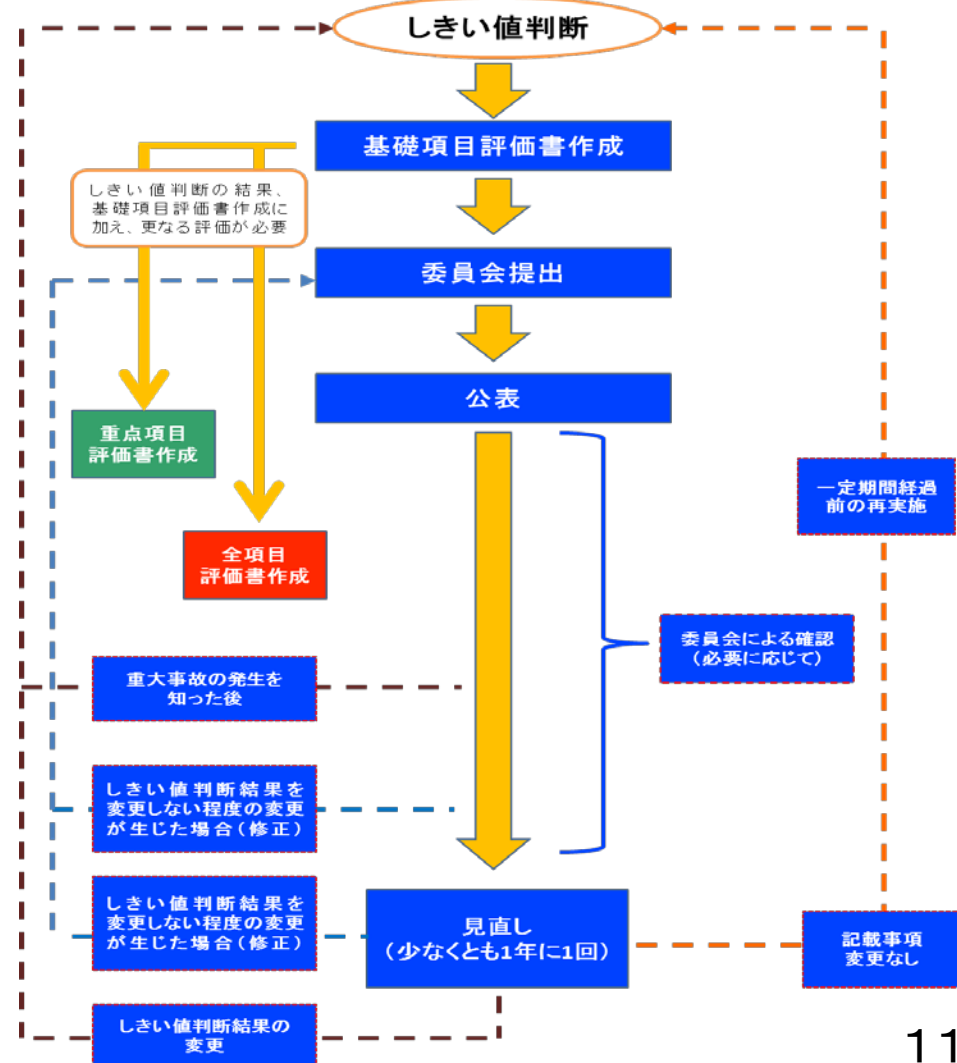 しきい値判断
基礎項目評価書作成
しきい値判断の結果、
基礎項目評価書作成に
加え、更なる評価が必要
委員会提出
公表
重点項目
評価書作成
一定期間経過
前の再実施
全項目
評価書作成
委員会による確認
(必要に応じて)
重大事故の発生を
知った後
しきい値判断結果を
変更しない程度の変更
が生じた場合(修正)
しきい値判断結果を
変更しない程度の変更
が生じた場合(修正)
見直し
(少なくとも1年に1回)
記載事項
変更なし
しきい値判断結果の
変更
11